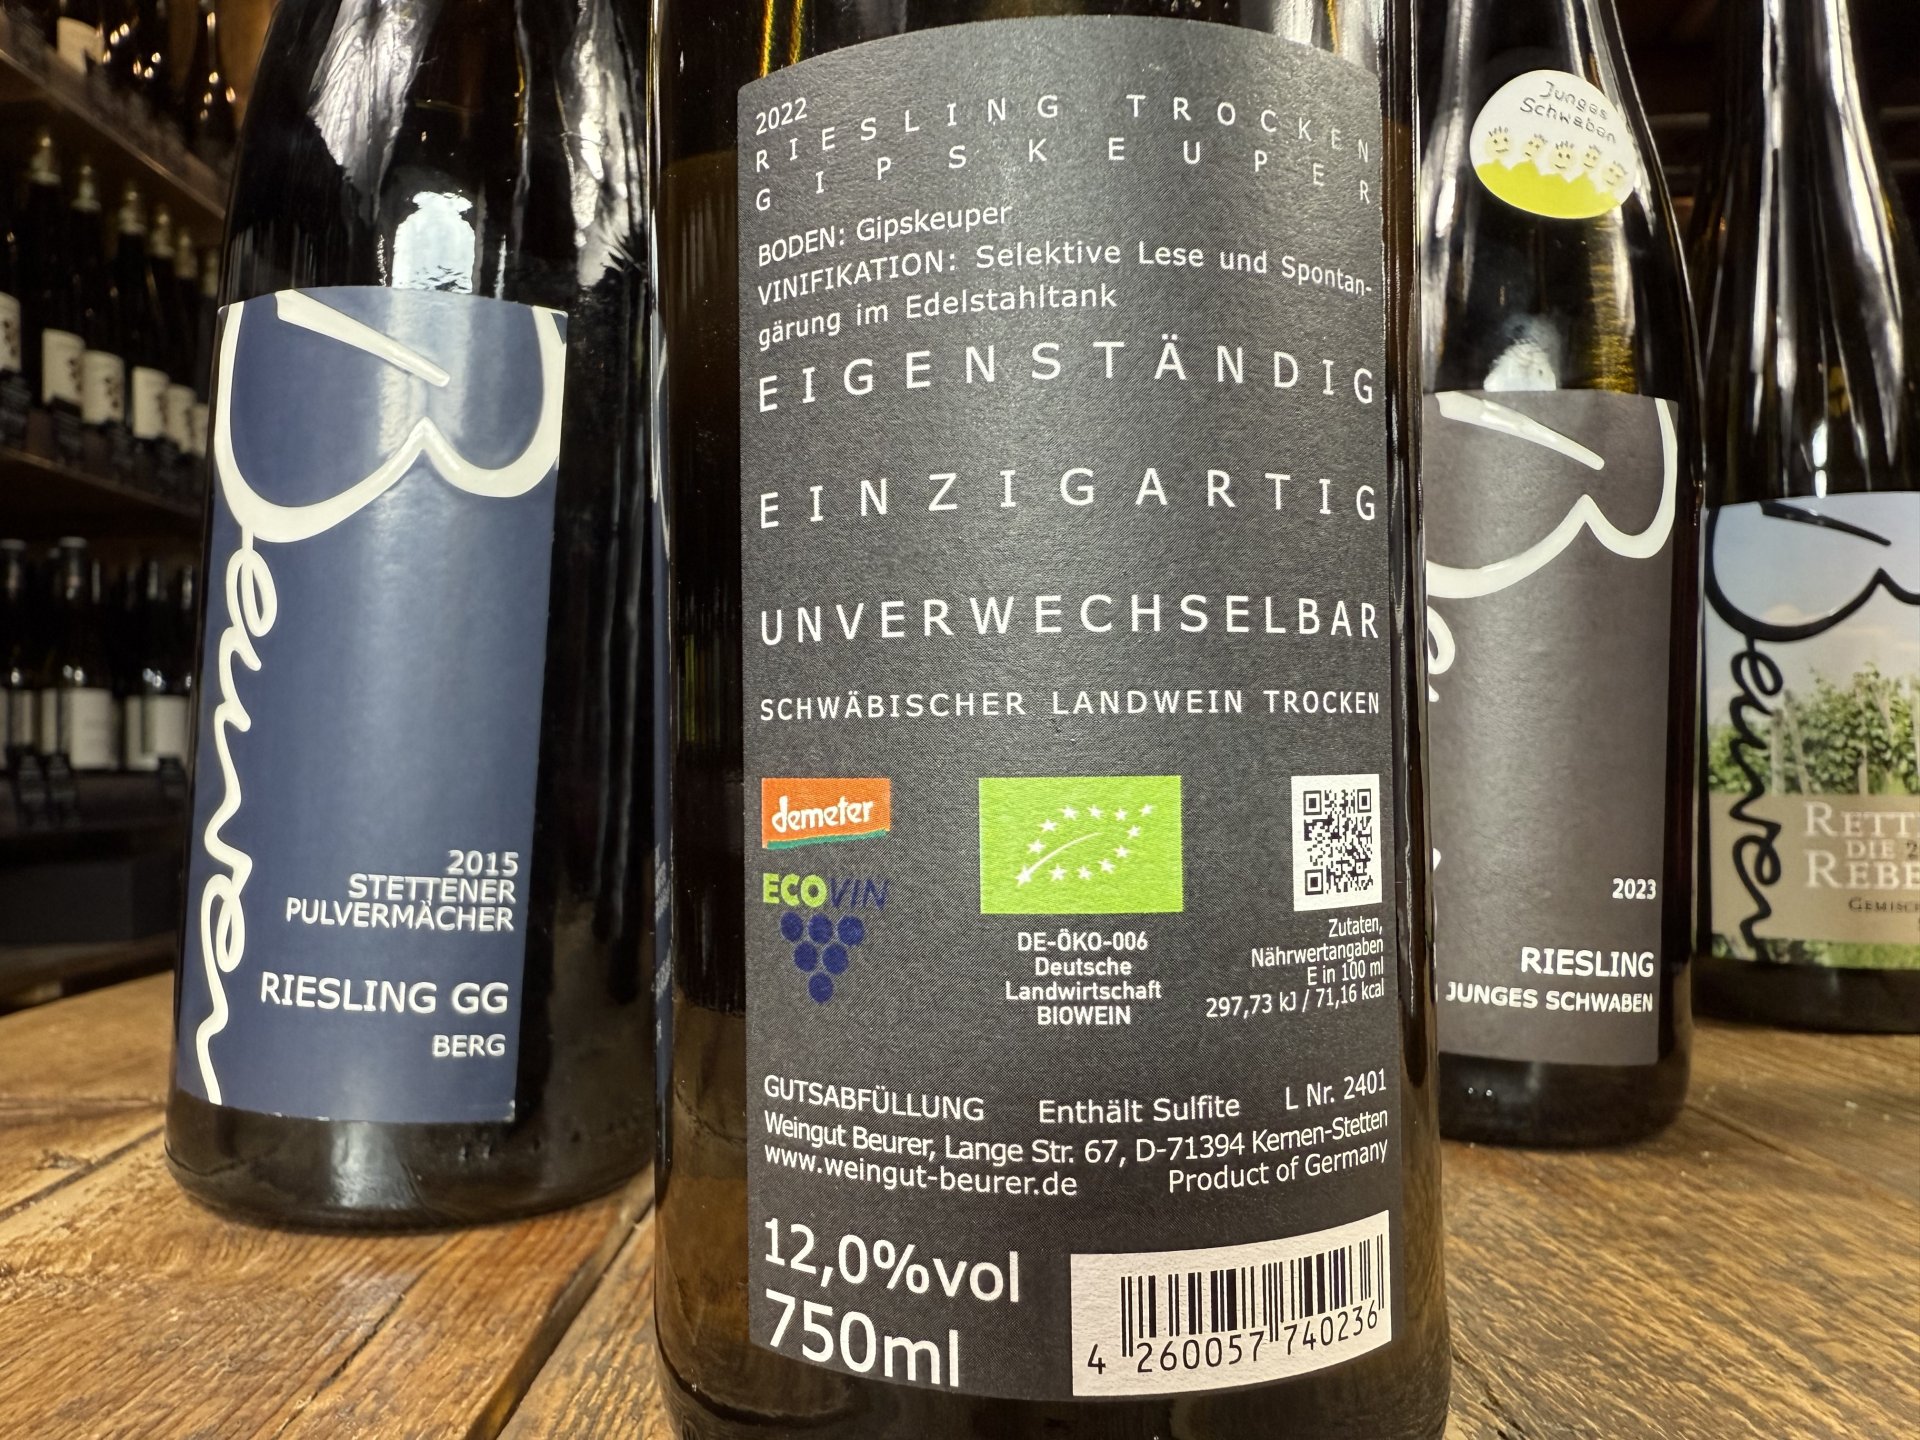 Beurer
2015
STETTENER
PULVERMÄCHER
RIESLING GG
BERG
2022
RIESLING TROCKEN
GIPSKEUPER
BODEN: Gipskeuper
VINIFIKATION: Selektive Lese und Spontan-
gärung im Edelstahltank
EIGENSTÄNDIG
EINZIGARTIG
UNVERWECHSELBAR
SCHWÄBISCHER LANDWEIN TROCKEN
demeter
ECOVIN
DE-ÖKO-006
Deutsche
Landwirtschaft
BIOWEIN
Zutaten,
Nährwertangaben
E in 100 ml
297,73 kJ / 71,16 kcal
GUTSABFÜLLUNG Enthält Sulfite L Nr. 2401
Weingut Beurer, Lange Str. 67, D-71394 Kernen-Stetten
www.weingut-beurer.de Product of Germany
12,0%vol
750ml
4 260057 740236
Junges
Schwaben
2023
RIESLING
JUNGES SCHWABEN
Beurer
DIE